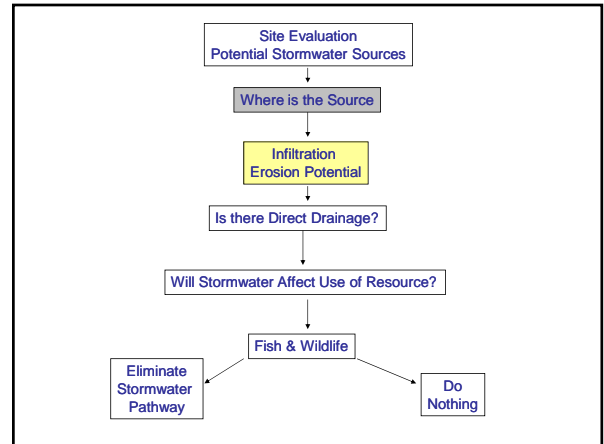 Site Evaluation
Potential Stormwater Sources
Where is the Source
Infiltration
Erosion Potential
Is there Direct Drainage?
Will Stormwater Affect Use of Resource?
Fish & Wildlife
Eliminate
Stormwater
Pathway
Do
Nothing